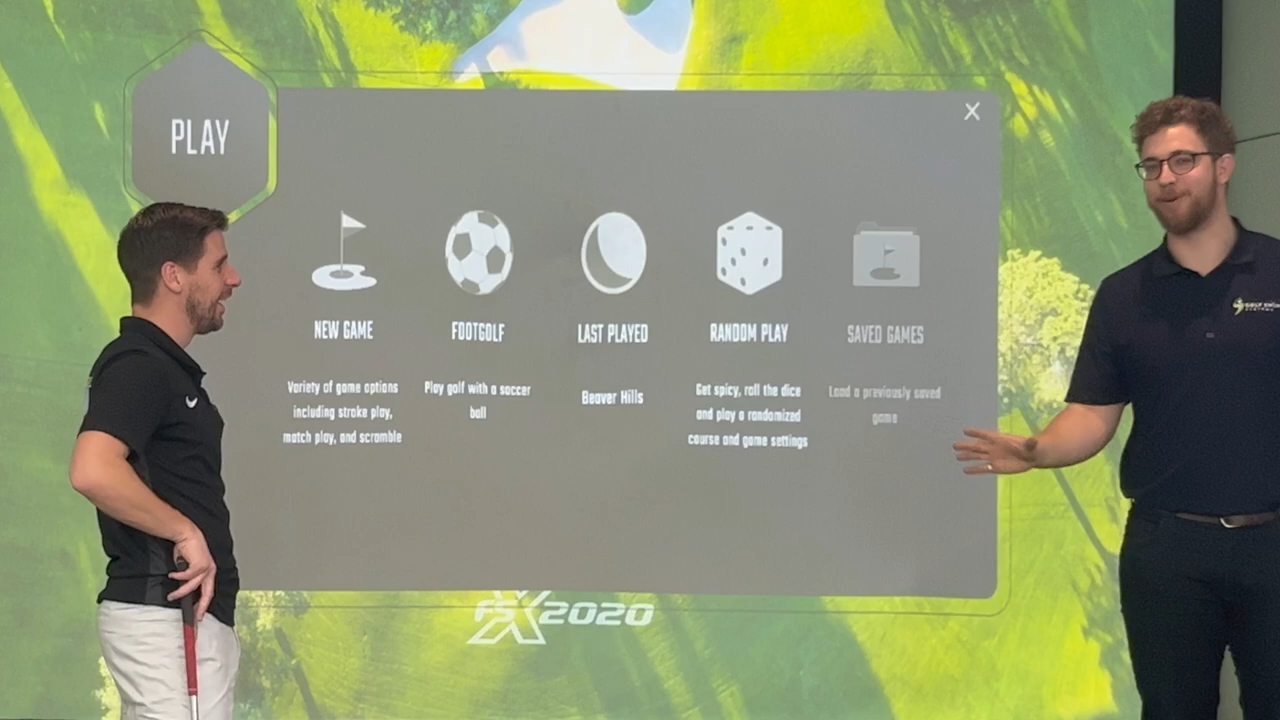 PLAY
X
NEW GAME
Variety of game options
including stroke play,
match play, and scramble
FOOTGOLF
Play golf with a soccer
ball
LAST PLAYED
Beaver Hills
RANDOM PLAY
Get spicy, roll the dice
and play a randomized
course and game settings
SAVED GAMES
Load a previously saved
game
FSX 2020
GOLF
SYSTEMS